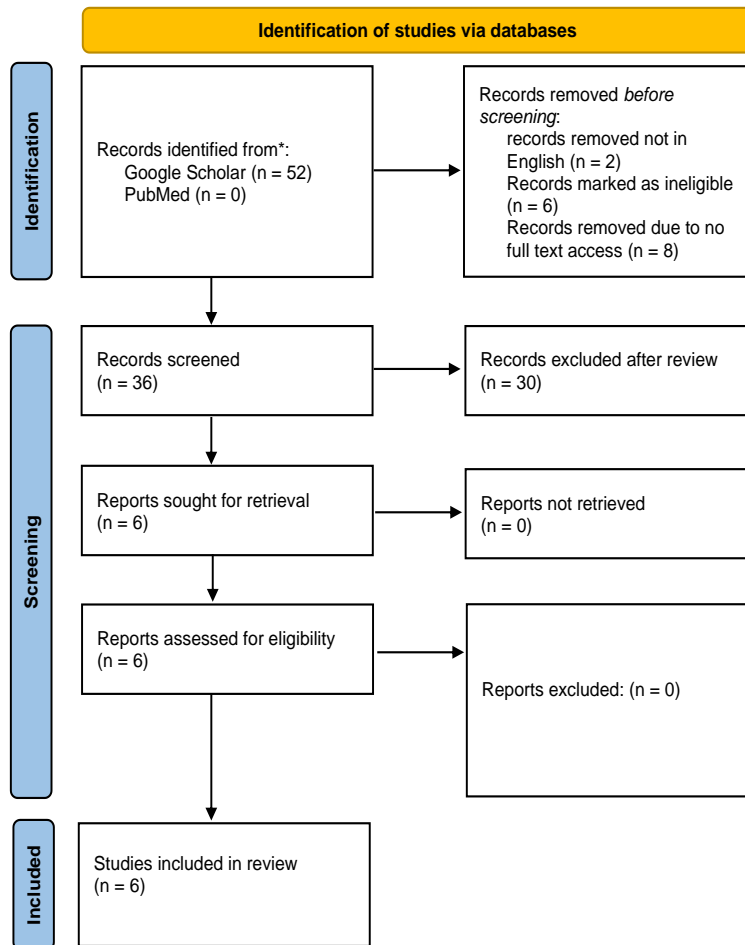 Identification of studies via databases
Identification
Records identified from*:
Google Scholar (n = 52)
PubMed (n = 0)
Records removed before
screening:
records removed not in
English (n = 2)
Records marked as ineligible
(n = 6)
Records removed due to no
full text access (n = 8)
Screening
Records screened
(n = 36)
Records excluded after review
(n = 30)
Reports sought for retrieval
(n = 6)
Reports not retrieved
(n = 0)
Reports assessed for eligibility
(n = 6)
Reports excluded: (n = 0)
Included
Studies included in review
(n = 6)